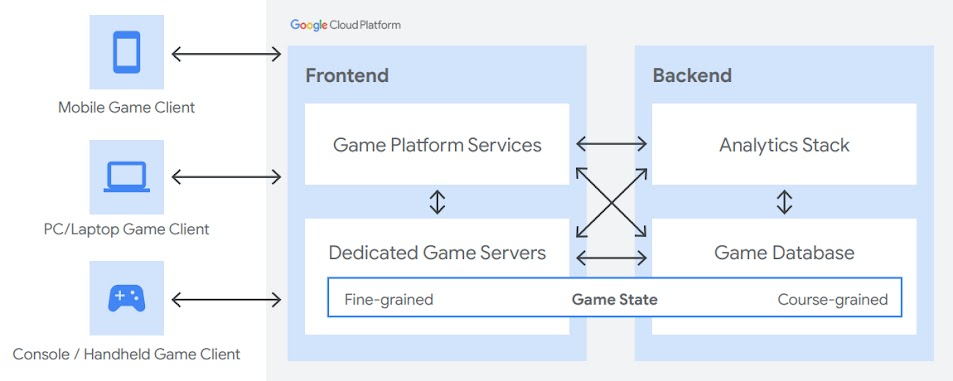 Google Cloud Platform
Frontend
Backend
Mobile Game Client
Game Platform Services
Analytics Stack
PC/Laptop Game Client
Dedicated Game Servers
Game Database
Fine-grained
Game State
Course-grained
Console / Handheld Game Client